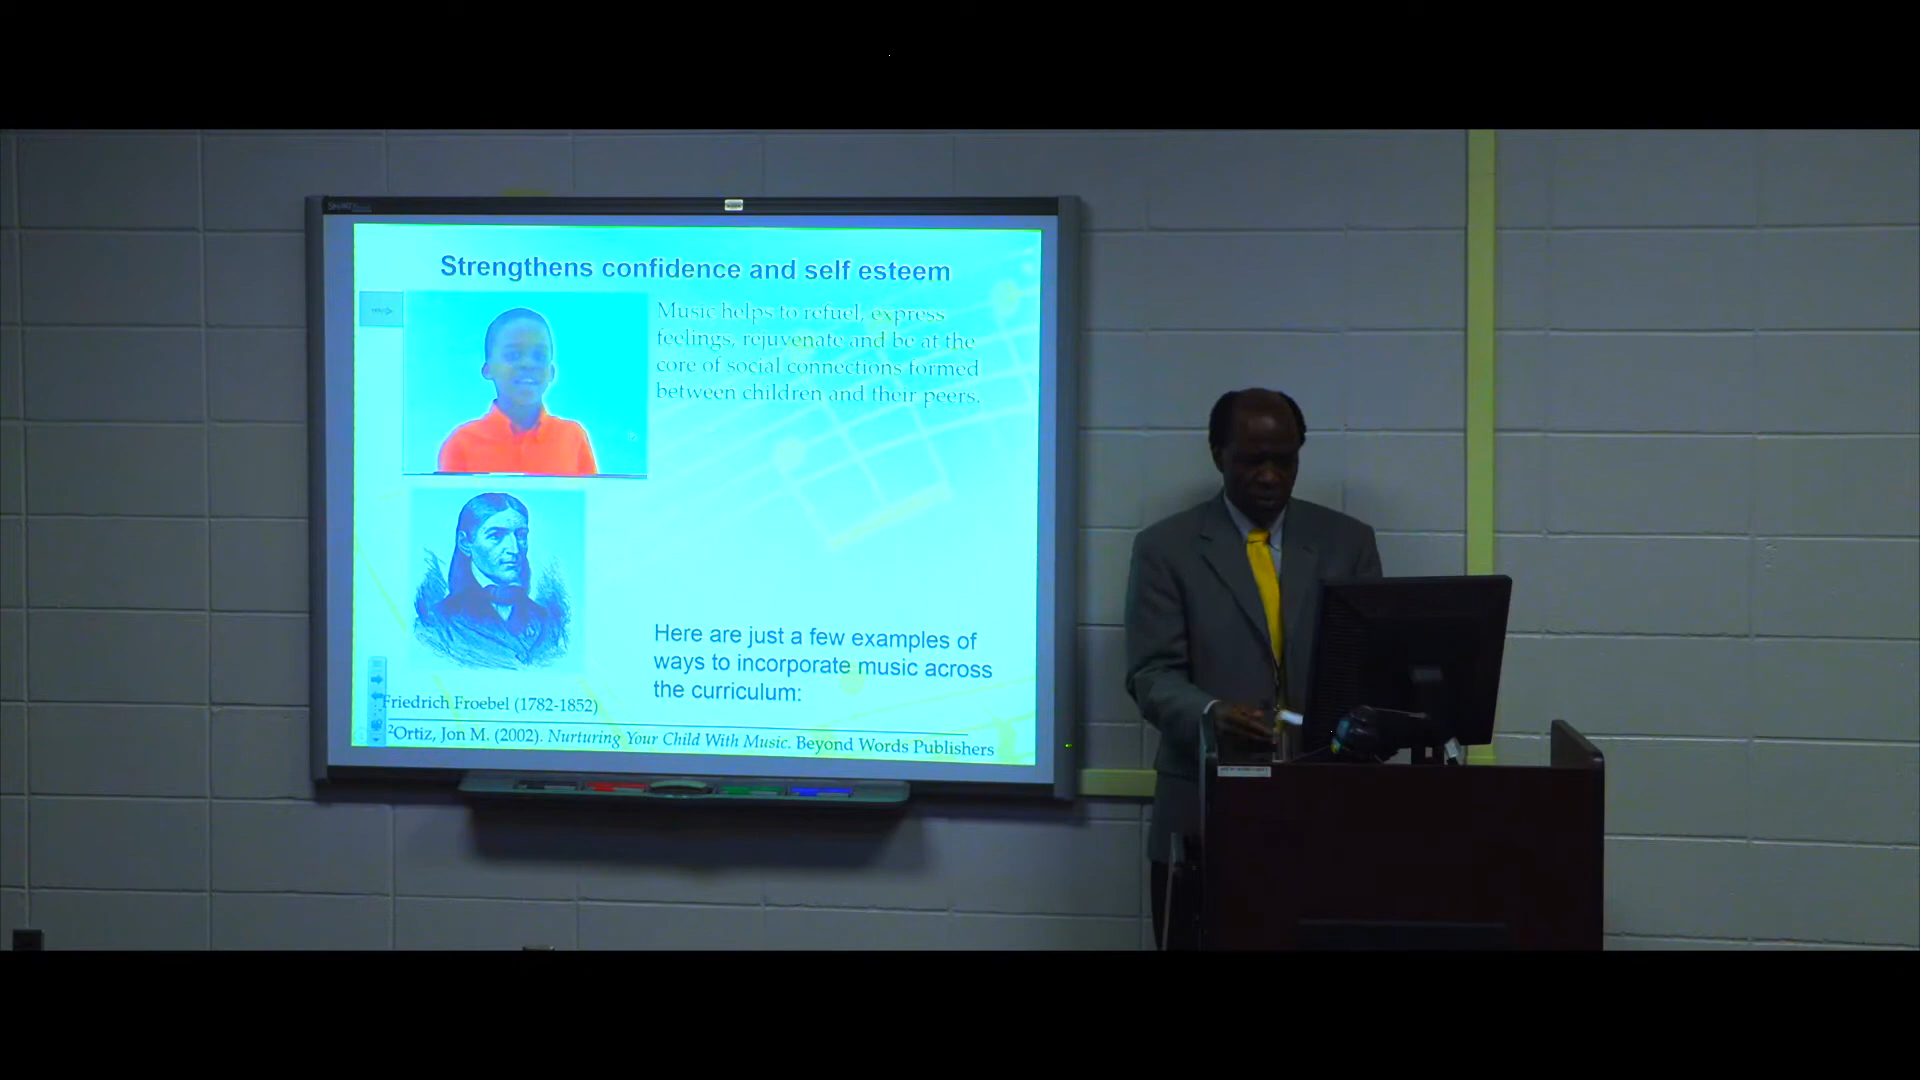 Strengthens confidence and self esteem
Music helps to refuel, express
feelings, rejuvenate and be at the
core of social connections formed
between children and their peers.
Here are just a few examples of
ways to incorporate music across
the curriculum:
Friedrich Froebel (1782-1852)
²Ortiz, Jon M. (2002). Nurturing Your Child With Music. Beyond Words Publishers